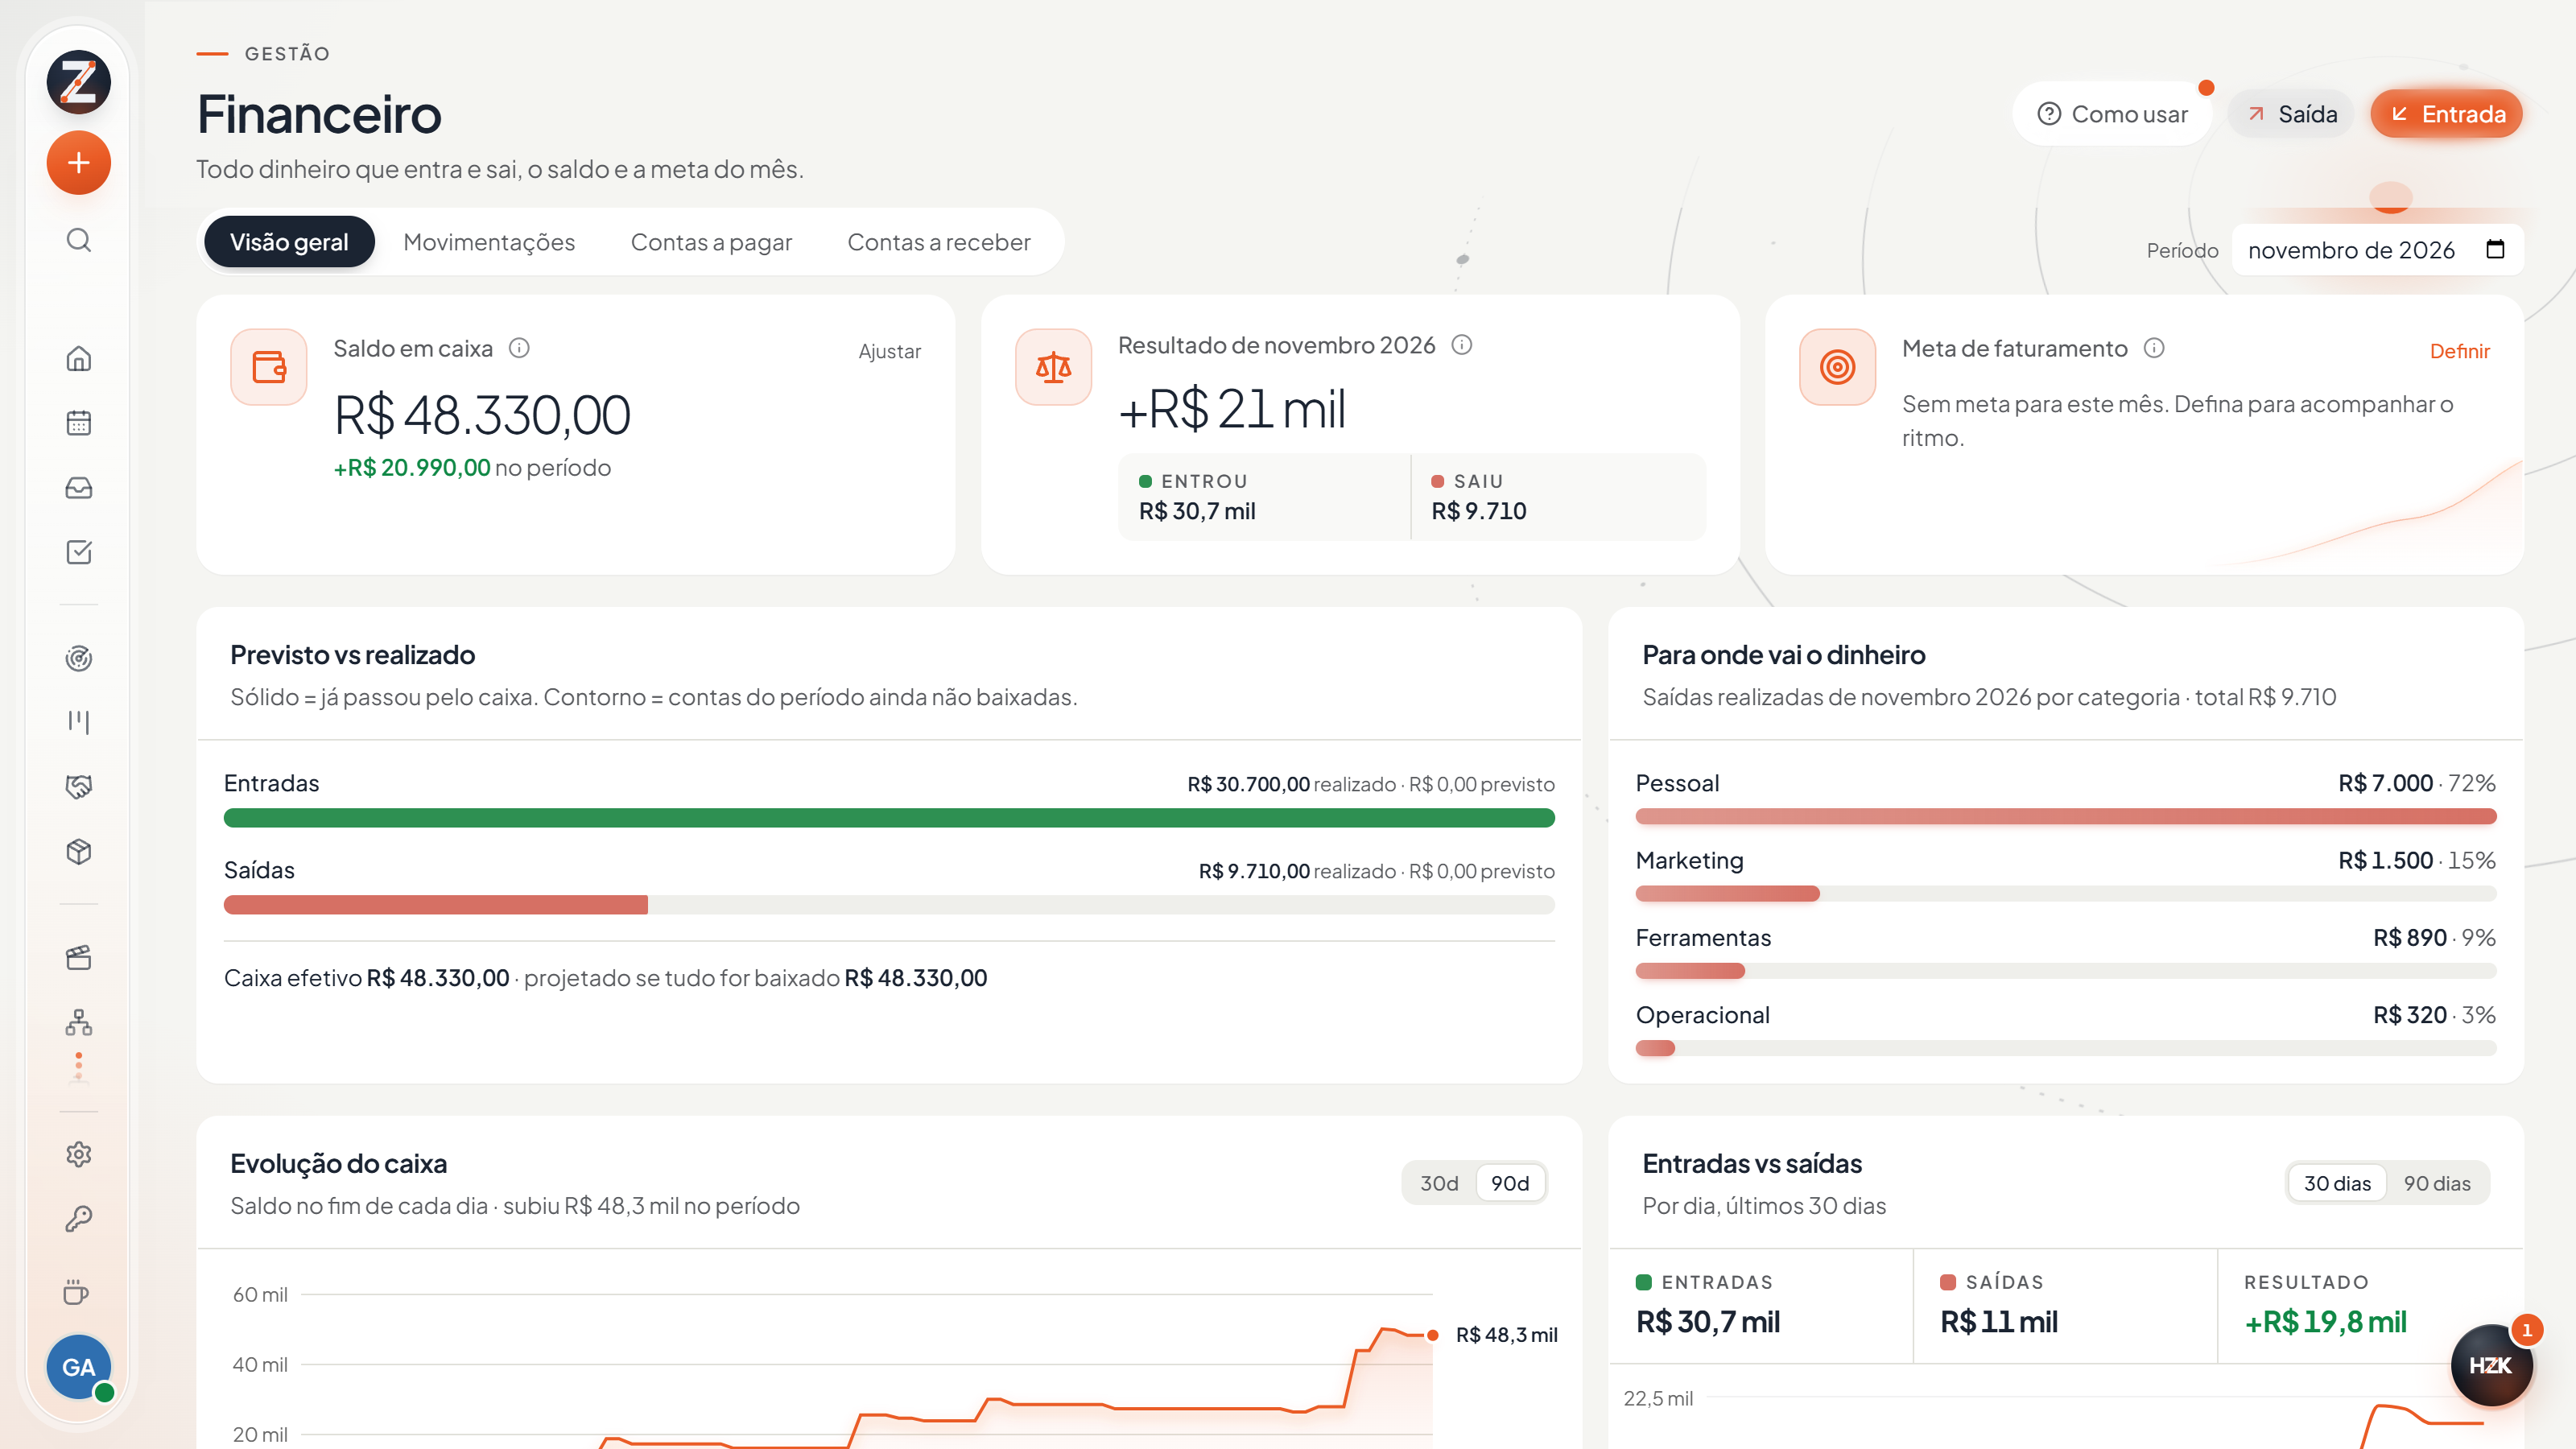 GESTÃO
Financeiro
Todo dinheiro que entra e sai, o saldo e a meta do mês.
Como usar
Saída
Entrada
Visão geral
Movimentações
Contas a pagar
Contas a receber
Período
novembro de 2026
Saldo em caixa
Ajustar
R$ 48.330,00
+R$ 20.990,00 no período
Resultado de novembro 2026
+R$ 21 mil
ENTROU
R$ 30,7 mil
SAIU
R$ 9.710
Meta de faturamento
Definir
Sem meta para este mês. Defina para acompanhar o
ritmo.
Previsto vs realizado
Sólido = já passou pelo caixa. Contorno = contas do período ainda não baixadas.
Entradas
R$ 30.700,00 realizado · R$ 0,00 previsto
Saídas
R$ 9.710,00 realizado · R$ 0,00 previsto
Caixa efetivo R$ 48.330,00 · projetado se tudo for baixado R$ 48.330,00
Para onde vai o dinheiro
Saídas realizadas de novembro 2026 por categoria · total R$ 9.710
Pessoal
R$ 7.000 · 72%
Marketing
R$ 1.500 · 15%
Ferramentas
R$ 890 · 9%
Operacional
R$ 320 · 3%
Evolução do caixa
Saldo no fim de cada dia · subiu R$ 48,3 mil no período
30d
90d
60 mil
40 mil
20 mil
R$ 48,3 mil
Entradas vs saídas
Por dia, últimos 30 dias
30 dias
90 dias
ENTRADAS
R$ 30,7 mil
SAÍDAS
R$ 11 mil
RESULTADO
+R$ 19,8 mil
22,5 mil
Z
GA
HZK
1